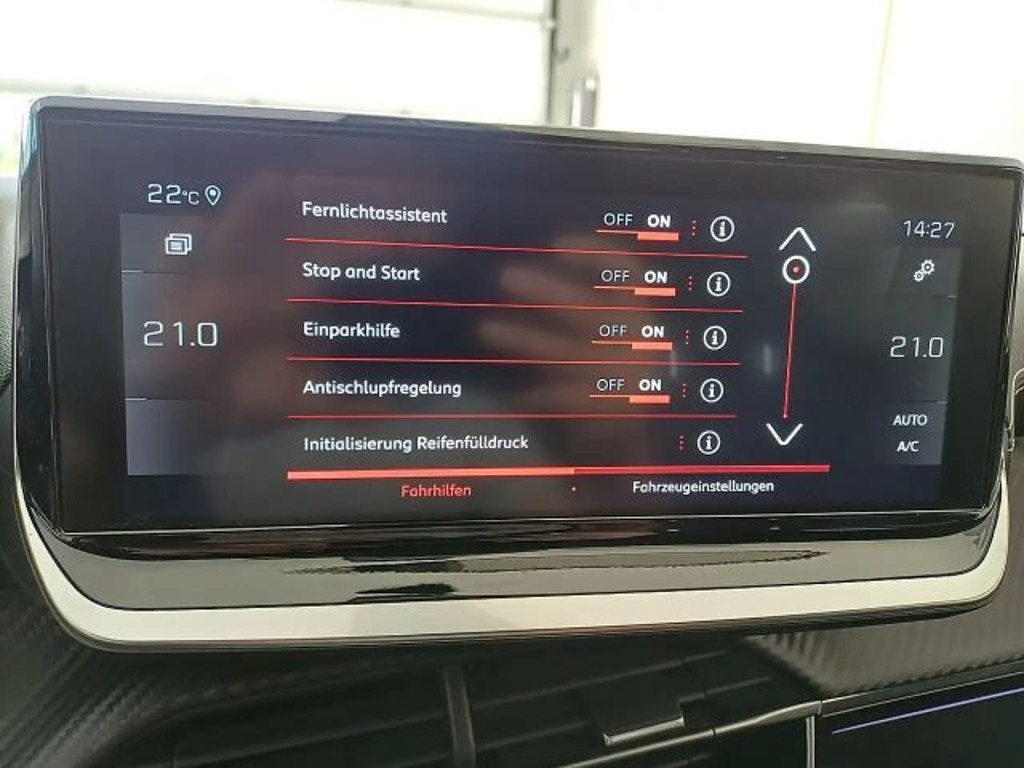 22°C
14:27
Fernlichtassistent OFF ON
Stop and Start OFF ON
Einparkhilfe OFF ON
Antischlupfregelung OFF ON
Initialisierung Reifenfülldruck
21.0
21.0
AUTO
A/C
Fahrhilfen
Fahrzeugeinstellungen